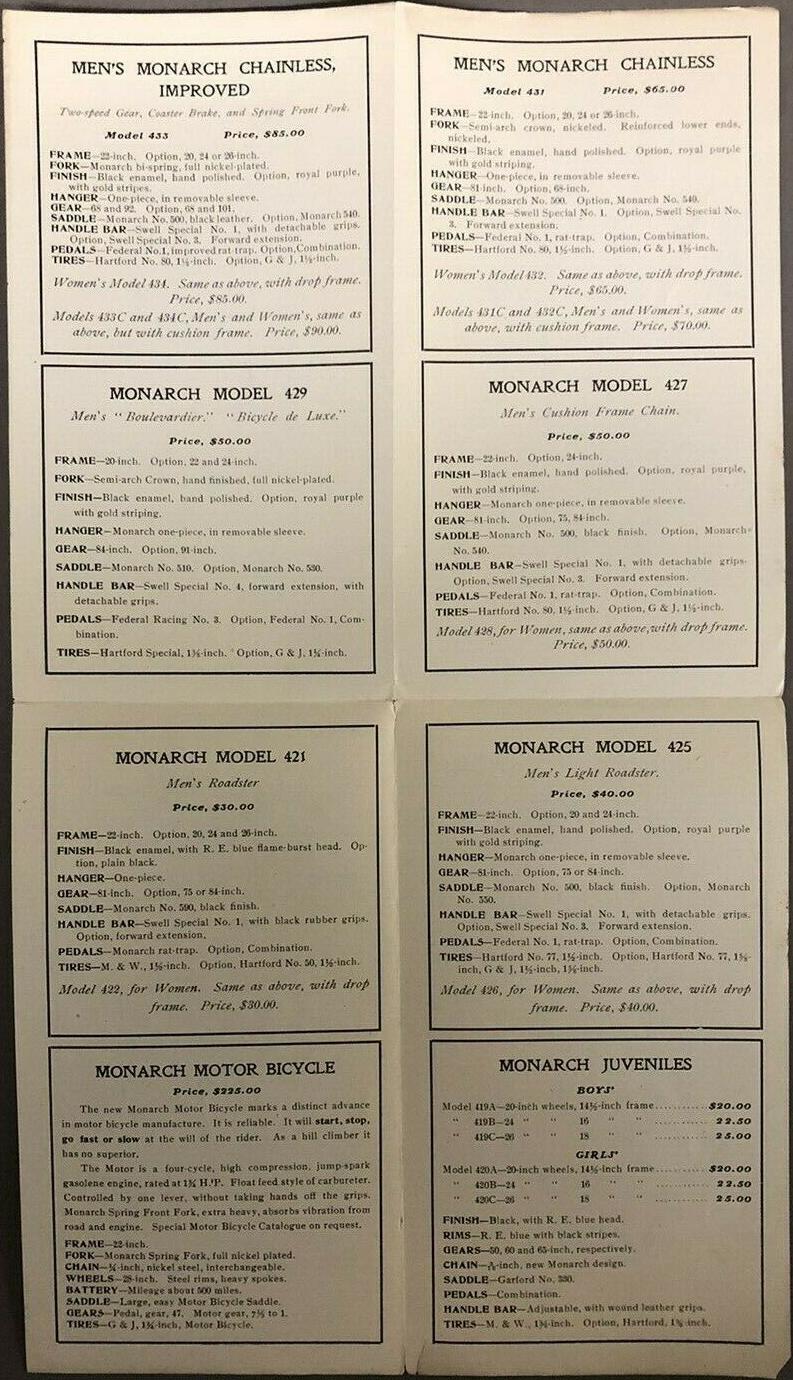 MEN'S MONARCH CHAINLESS,
IMPROVED
Two-speed Gear, Coaster Brake, and Spring Front Fork.
Model 433 Price, $85.00
FRAME—22-inch. Option, 20, 24 or 26-inch.
FORK—Monarch bi-spring, full nickel-plated.
FINISH—Black enamel, hand polished. Option, royal purple,
with gold stripes.
HANGER—One-piece, in removable sleeve.
GEAR—68 and 92. Option, 68 and 101.
SADDLE—Monarch No. 500, black leather. Option, Monarch 540.
HANDLE BAR—Swell Special No. 1, with detachable grips.
Option, Swell Special No. 3. Forward extension.
PEDALS—Federal No. 1, improved rat-trap. Option, Combination.
TIRES—Hartford No. 80, 1½-inch. Option, G & J, 1½-inch.
Women's Model 434. Same as above, with drop frame.
Price, $85.00.
Models 433C and 434C, Men's and Women's, same as
above, but with cushion frame. Price, $90.00.
MEN'S MONARCH CHAINLESS
Model 431 Price, $65.00
FRAME—22-inch. Option, 20, 24 or 26-inch.
FORK—Semi-arch crown, nickeled. Reinforced lower ends,
nickeled.
FINISH—Black enamel, hand polished. Option, royal purple
with gold striping.
HANGER—One-piece, in removable sleeve.
GEAR—81-inch. Option, 68-inch.
SADDLE—Monarch No. 500. Option, Monarch No. 540.
HANDLE BAR—Swell Special No. 1. Option, Swell Special No.
3. Forward extension.
PEDALS—Federal No. 1, rat-trap. Option, Combination.
TIRES—Hartford No. 80, 1½-inch. Option, G & J, 1½-inch.
Women's Model 432. Same as above, with drop frame.
Price, $65.00.
Models 431C and 432C, Men's and Women's, same as
above, with cushion frame. Price, $70.00.
MONARCH MODEL 429
Men's "Boulevardier." "Bicycle de Luxe."
Price, $50.00
FRAME—20-inch. Option, 22 and 24-inch.
FORK—Semi-arch Crown, hand finished, full nickel-plated.
FINISH—Black enamel, hand polished. Option, royal purple
with gold striping.
HANGER—Monarch one-piece, in removable sleeve.
GEAR—84-inch. Option, 91-inch.
SADDLE—Monarch No. 510. Option, Monarch No. 530.
HANDLE BAR—Swell Special No. 4, forward extension, with
detachable grips.
PEDALS—Federal Racing No. 3. Option, Federal No. 1, Com-
bination.
TIRES—Hartford Special, Option, G & J,
MONARCH MODEL 427
Men's Cushion Frame Chain.
Price, $50.00
FRAME—22-inch. Option, 24-inch.
FINISH—Black enamel, hand polished. Option, royal purple,
with gold striping.
HANGER—Monarch one-piece, in removable sleeve.
GEAR—81-inch. Option, 75, 84-inch.
SADDLE—Monarch No. 500, black finish. Option, Monarch
No. 540.
HANDLE BAR—Swell Special No. 1, with detachable grips.
Option, Swell Special No. 3. Forward extension.
PEDALS—Federal No. 1, rat-trap. Option, Combination.
TIRES—Hartford No. 80, 1½-inch. Option, G & J, 1½-inch.
Model 428, for Women, same as above, with drop frame.
Price, $50.00.
MONARCH MODEL 421
Men's Roadster
Price, $30.00
FRAME—22-inch. Option, 20, 24 and 26-inch.
FINISH—Black enamel, with R. E. blue flame-burst head. Op-
tion, plain black.
HANGER—One-piece.
GEAR—81-inch. Option, 75 or 84-inch.
SADDLE—Monarch No. 590, black finish.
HANDLE BAR—Swell Special No. 1, with black rubber grips.
Option, forward extension.
PEDALS—Monarch rat-trap. Option, Combination.
TIRES—M. & W., 1½-inch. Option, Hartford No. 50, 1½-inch.
Model 422, for Women. Same as above, with drop
frame. Price, $30.00.
MONARCH MODEL 425
Men's Light Roadster.
Price, $40.00
FRAME—22-inch. Option, 20 and 24-inch.
FINISH—Black enamel, hand polished. Option, royal purple
with gold striping.
HANGER—Monarch one-piece, in removable sleeve.
GEAR—81-inch. Option, 75 or 84-inch.
SADDLE—Monarch No. 500, black finish. Option, Monarch
No. 550.
HANDLE BAR—Swell Special No. 1, with detachable grips.
Option, Swell Special No. 3. Forward extension.
PEDALS—Federal No. 1, rat-trap. Option, Combination.
TIRES—Hartford No. 77, 1½-inch. Option, Hartford No. 77,
inch, G & J, 1½-inch,
Model 426, for Women. Same as above, with drop
frame. Price, $40.00.
MONARCH MOTOR BICYCLE
Price, $225.00
The new Monarch Motor Bicycle marks a distinct advance
in motor bicycle manufacture. It is reliable. It will start, stop,
go fast or slow at the will of the rider. As a hill climber it
has no superior.
The Motor is a four-cycle, high compression, jump-spark
gasolene engine, rated at 1¾ H.P. Float feed style of carbureter.
Controlled by one lever, without taking hands off the grips.
Monarch Spring Front Fork, extra heavy, absorbs vibration from
road and engine. Special Motor Bicycle Catalogue on request.
FRAME—22-inch.
FORK—Monarch Spring Fork, full nickel plated.
CHAIN—¼-inch, nickel steel, interchangeable.
WHEELS—28-inch. Steel rims, heavy spokes.
BATTERY—Mileage about 500 miles.
SADDLE—Large, easy Motor Bicycle Saddle.
GEARS—Pedal, gear, 47. Motor gear, 7½ to 1.
TIRES—G & J, 1¾-inch, Motor Bicycle.
MONARCH JUVENILES
BOYS'
Model 419A—20-inch wheels, 14½-inch frame............$20.00
" 419B—24 " " 16 " " ............ 22.50
" 419C—26 " " 18 " " ............ 25.00
GIRLS'
Model 420A—20-inch wheels, 14½-inch frame............$20.00
" 420B—24 " " 16 " " ............ 22.50
" 420C—26 " " 18 " " ............ 25.00
FINISH—Black, with R. E. blue head.
RIMS—R. E. blue with black stripes.
GEARS—50, 60 and 65-inch, respectively.
CHAIN— new Monarch design.
SADDLE—Garford No. 380.
PEDALS—Combination.
HANDLE BAR—Adjustable, with wound leather grips.
TIRES—M. & W., Option, Hartford,